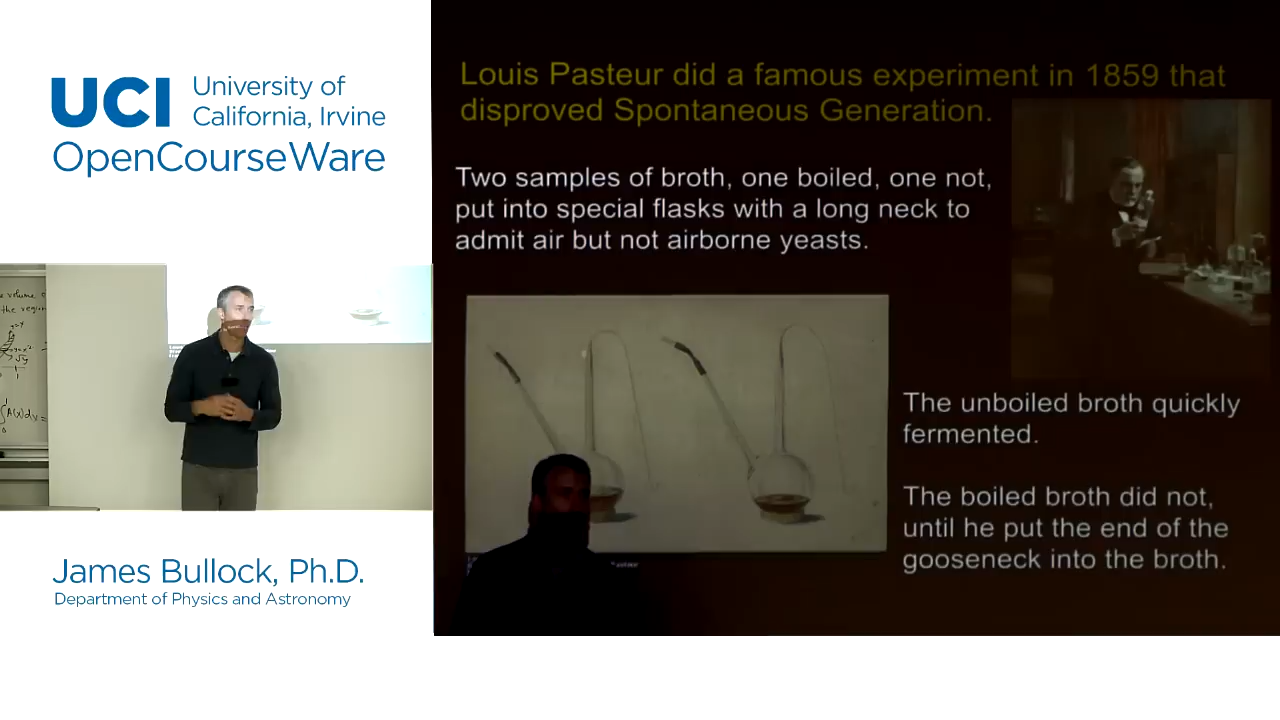 UCI University of
California, Irvine
OpenCourseWare
James Bullock, Ph.D.
Department of Physics and Astronomy
Louis Pasteur did a famous experiment in 1859 that
disproved Spontaneous Generation.
Two samples of broth, one boiled, one not,
put into special flasks with a long neck to
admit air but not airborne yeasts.
The unboiled broth quickly
fermented.
The boiled broth did not,
until he put the end of the
gooseneck into the broth.